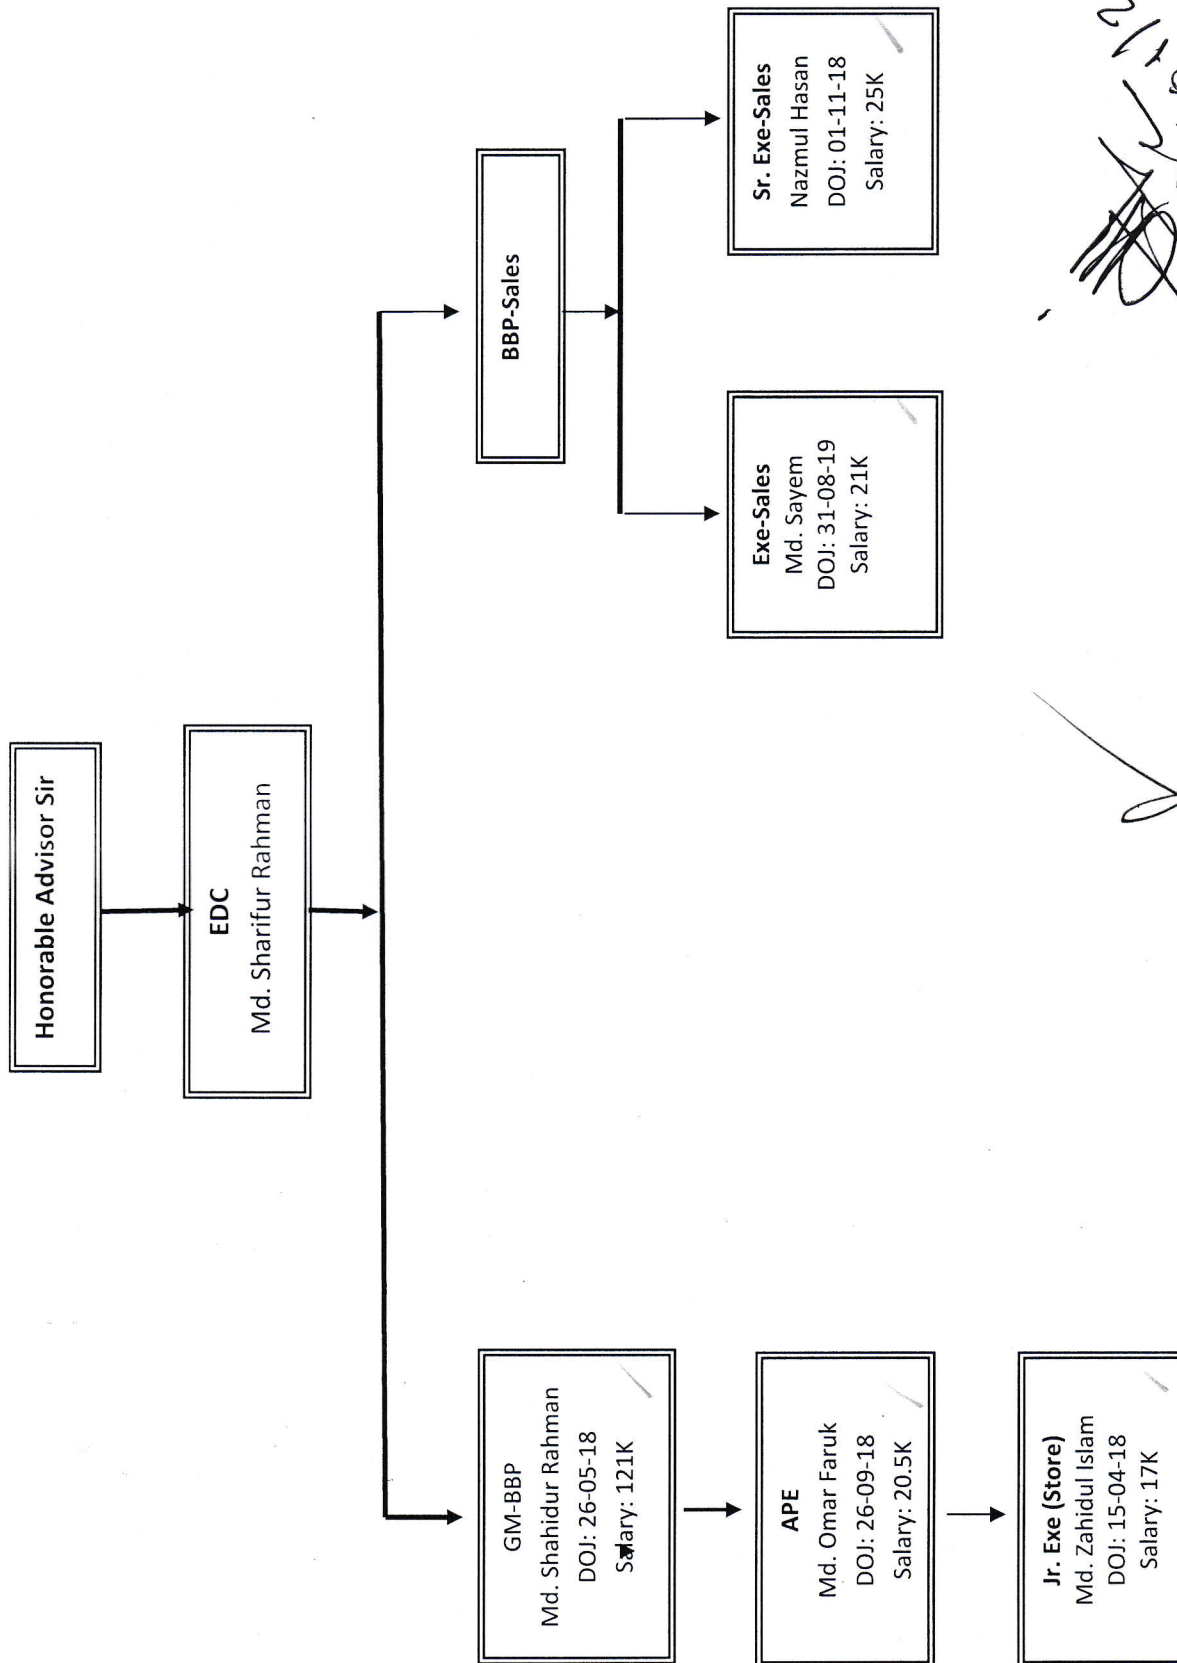 Honorable Advisor Sir
EDC
Md. Sharifur Rahman
GM-BBP
Md. Shahidur Rahman
DOJ: 26-05-18
Salary: 121K
APE
Md. Omar Faruk
DOJ: 26-09-18
Salary: 20.5K
Jr. Exe (Store)
Md. Zahidul Islam
DOJ: 15-04-18
Salary: 17K
BBP-Sales
Exe-Sales
Md. Sayem
DOJ: 31-08-19
Salary: 21K
Sr. Exe-Sales
Nazmul Hasan
DOJ: 01-11-18
Salary: 25K